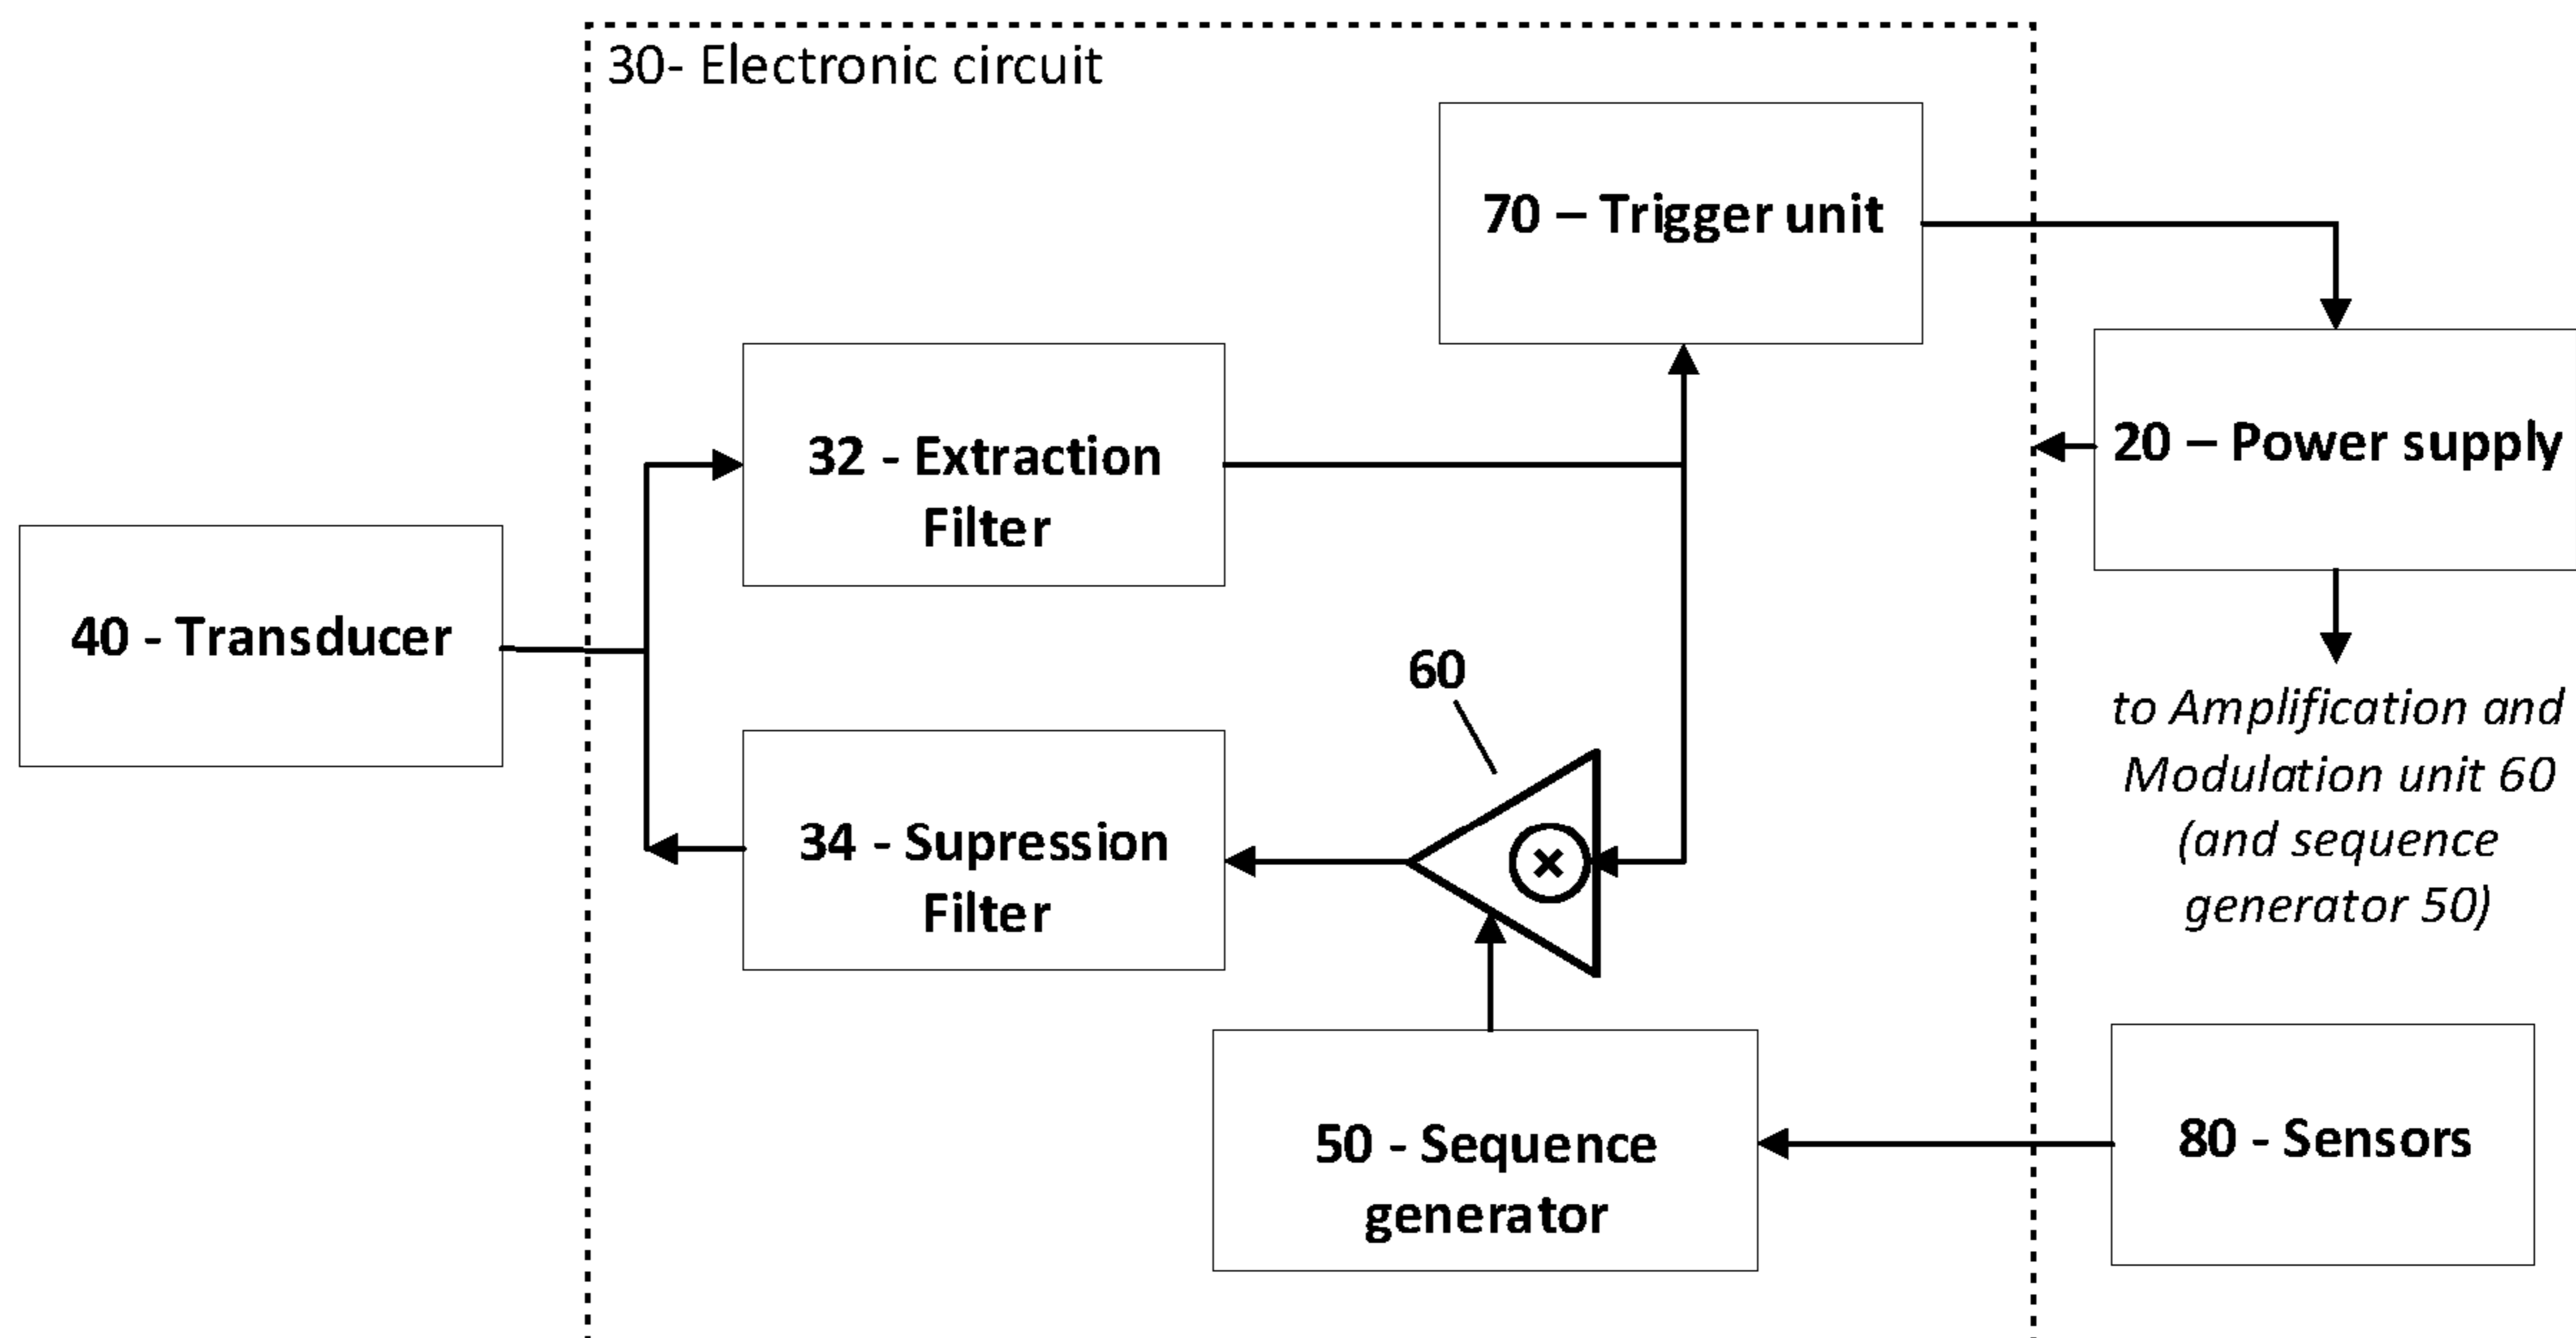 30- Electronic circuit
70 – Trigger unit
32 - Extraction
Filter
20 – Power supply
40 - Transducer
60
to Amplification and
Modulation unit 60
(and sequence
generator 50)
34 - Supression
Filter
50 - Sequence
generator
80 - Sensors